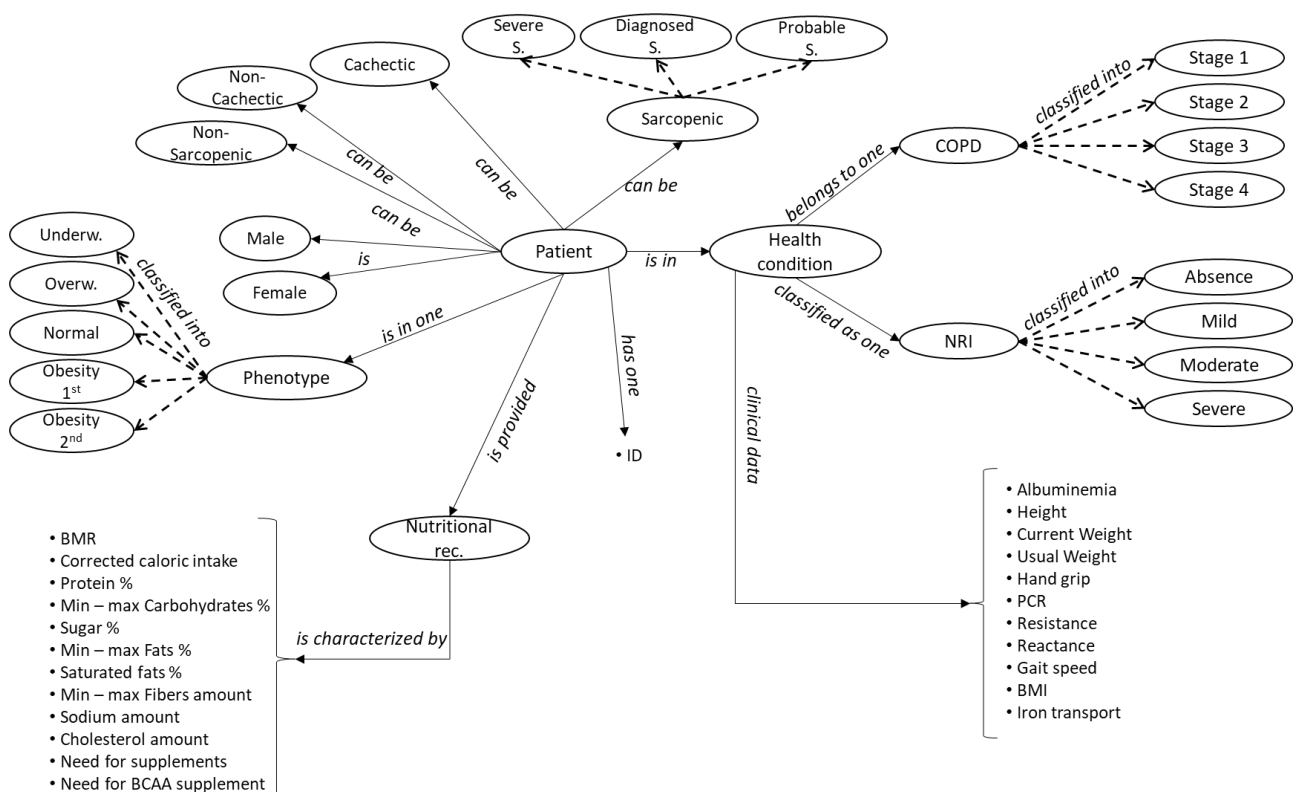 Severe
S.
Diagnosed
S.
Probable
S.
Cachectic
Non-
Cachectic
Non-
Sarcopenic
Sarcopenic
can be
can be
can be
can be
Male
Female
is
Patient
is in
Health
condition
belongs to one
COPD
classified into
Stage 1
Stage 2
Stage 3
Stage 4
classified as one
NRI
classified into
Absence
Mild
Moderate
Severe
Underw.
Overw.
Normal
Obesity
1st
Obesity
2nd
classified into
Phenotype
is in one
is provided
has one
• ID
clinical data
Nutritional
rec.
is characterized by
• BMR
• Corrected caloric intake
• Protein %
• Min – max Carbohydrates %
• Sugar %
• Min – max Fats %
• Saturated fats %
• Min – max Fibers amount
• Sodium amount
• Cholesterol amount
• Need for supplements
• Need for BCAA supplement
• Albuminemia
• Height
• Current Weight
• Usual Weight
• Hand grip
• PCR
• Resistance
• Reactance
• Gait speed
• BMI
• Iron transport